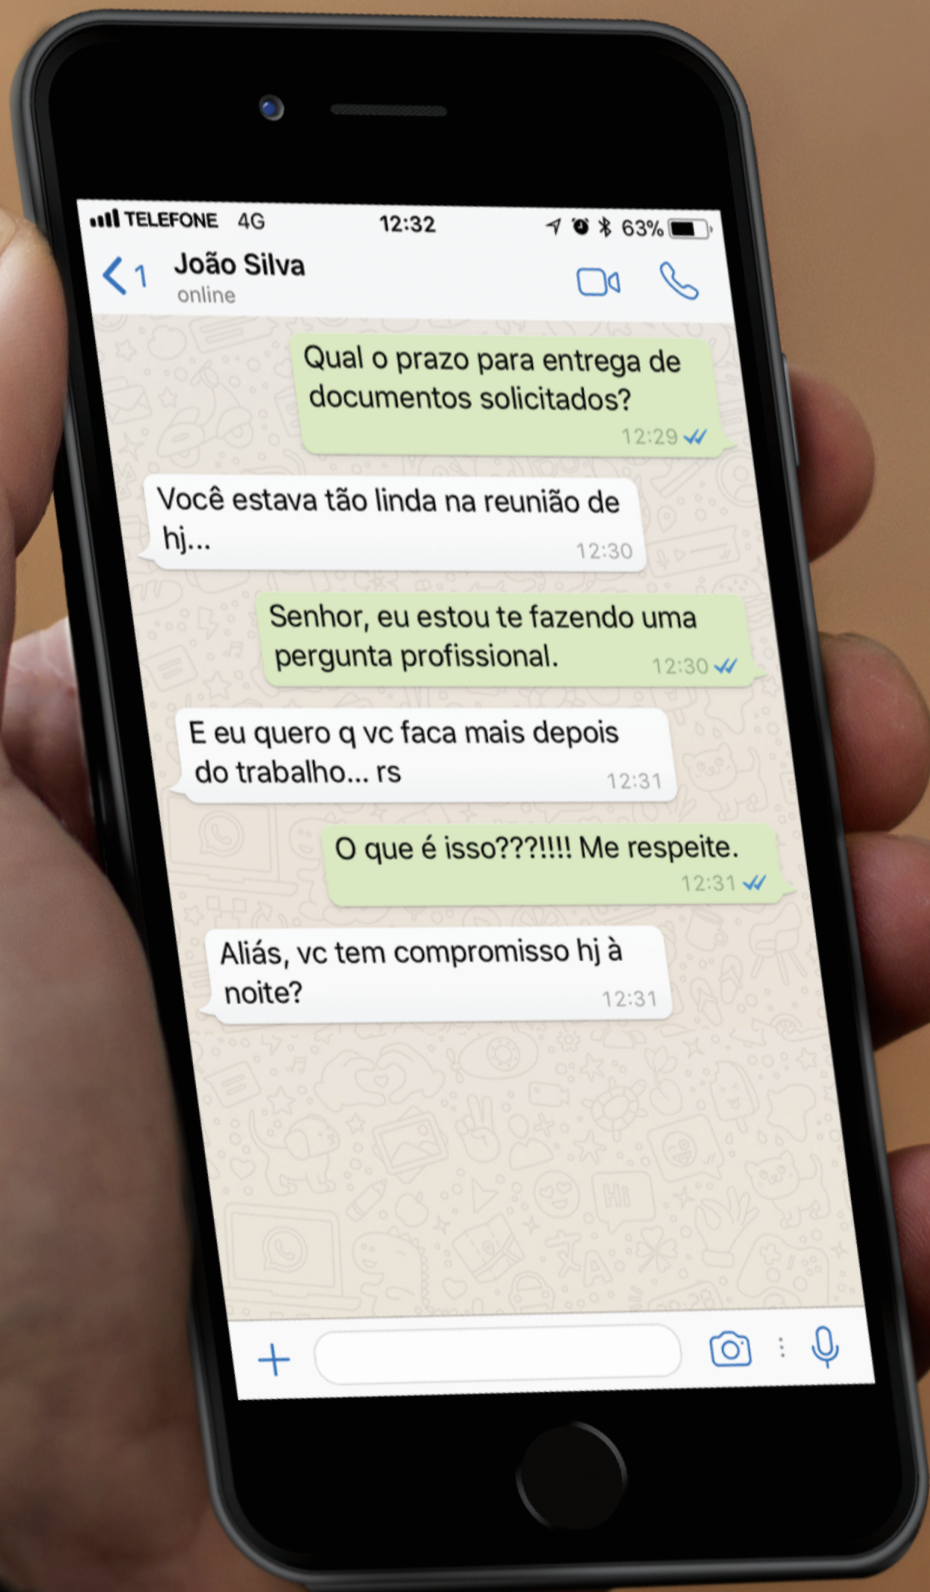 TELEFONE 4G 12:32 63%
1 João Silva
online
Qual o prazo para entrega de
documentos solicitados?
12:29
Você estava tão linda na reunião de
hj...
12:30
Senhor, eu estou te fazendo uma
pergunta profissional.
12:30
E eu quero q vc faca mais depois
do trabalho... rs
12:31
O que é isso???!!!! Me respeite.
12:31
Aliás, vc tem compromisso hj à
noite?
12:31
Hi